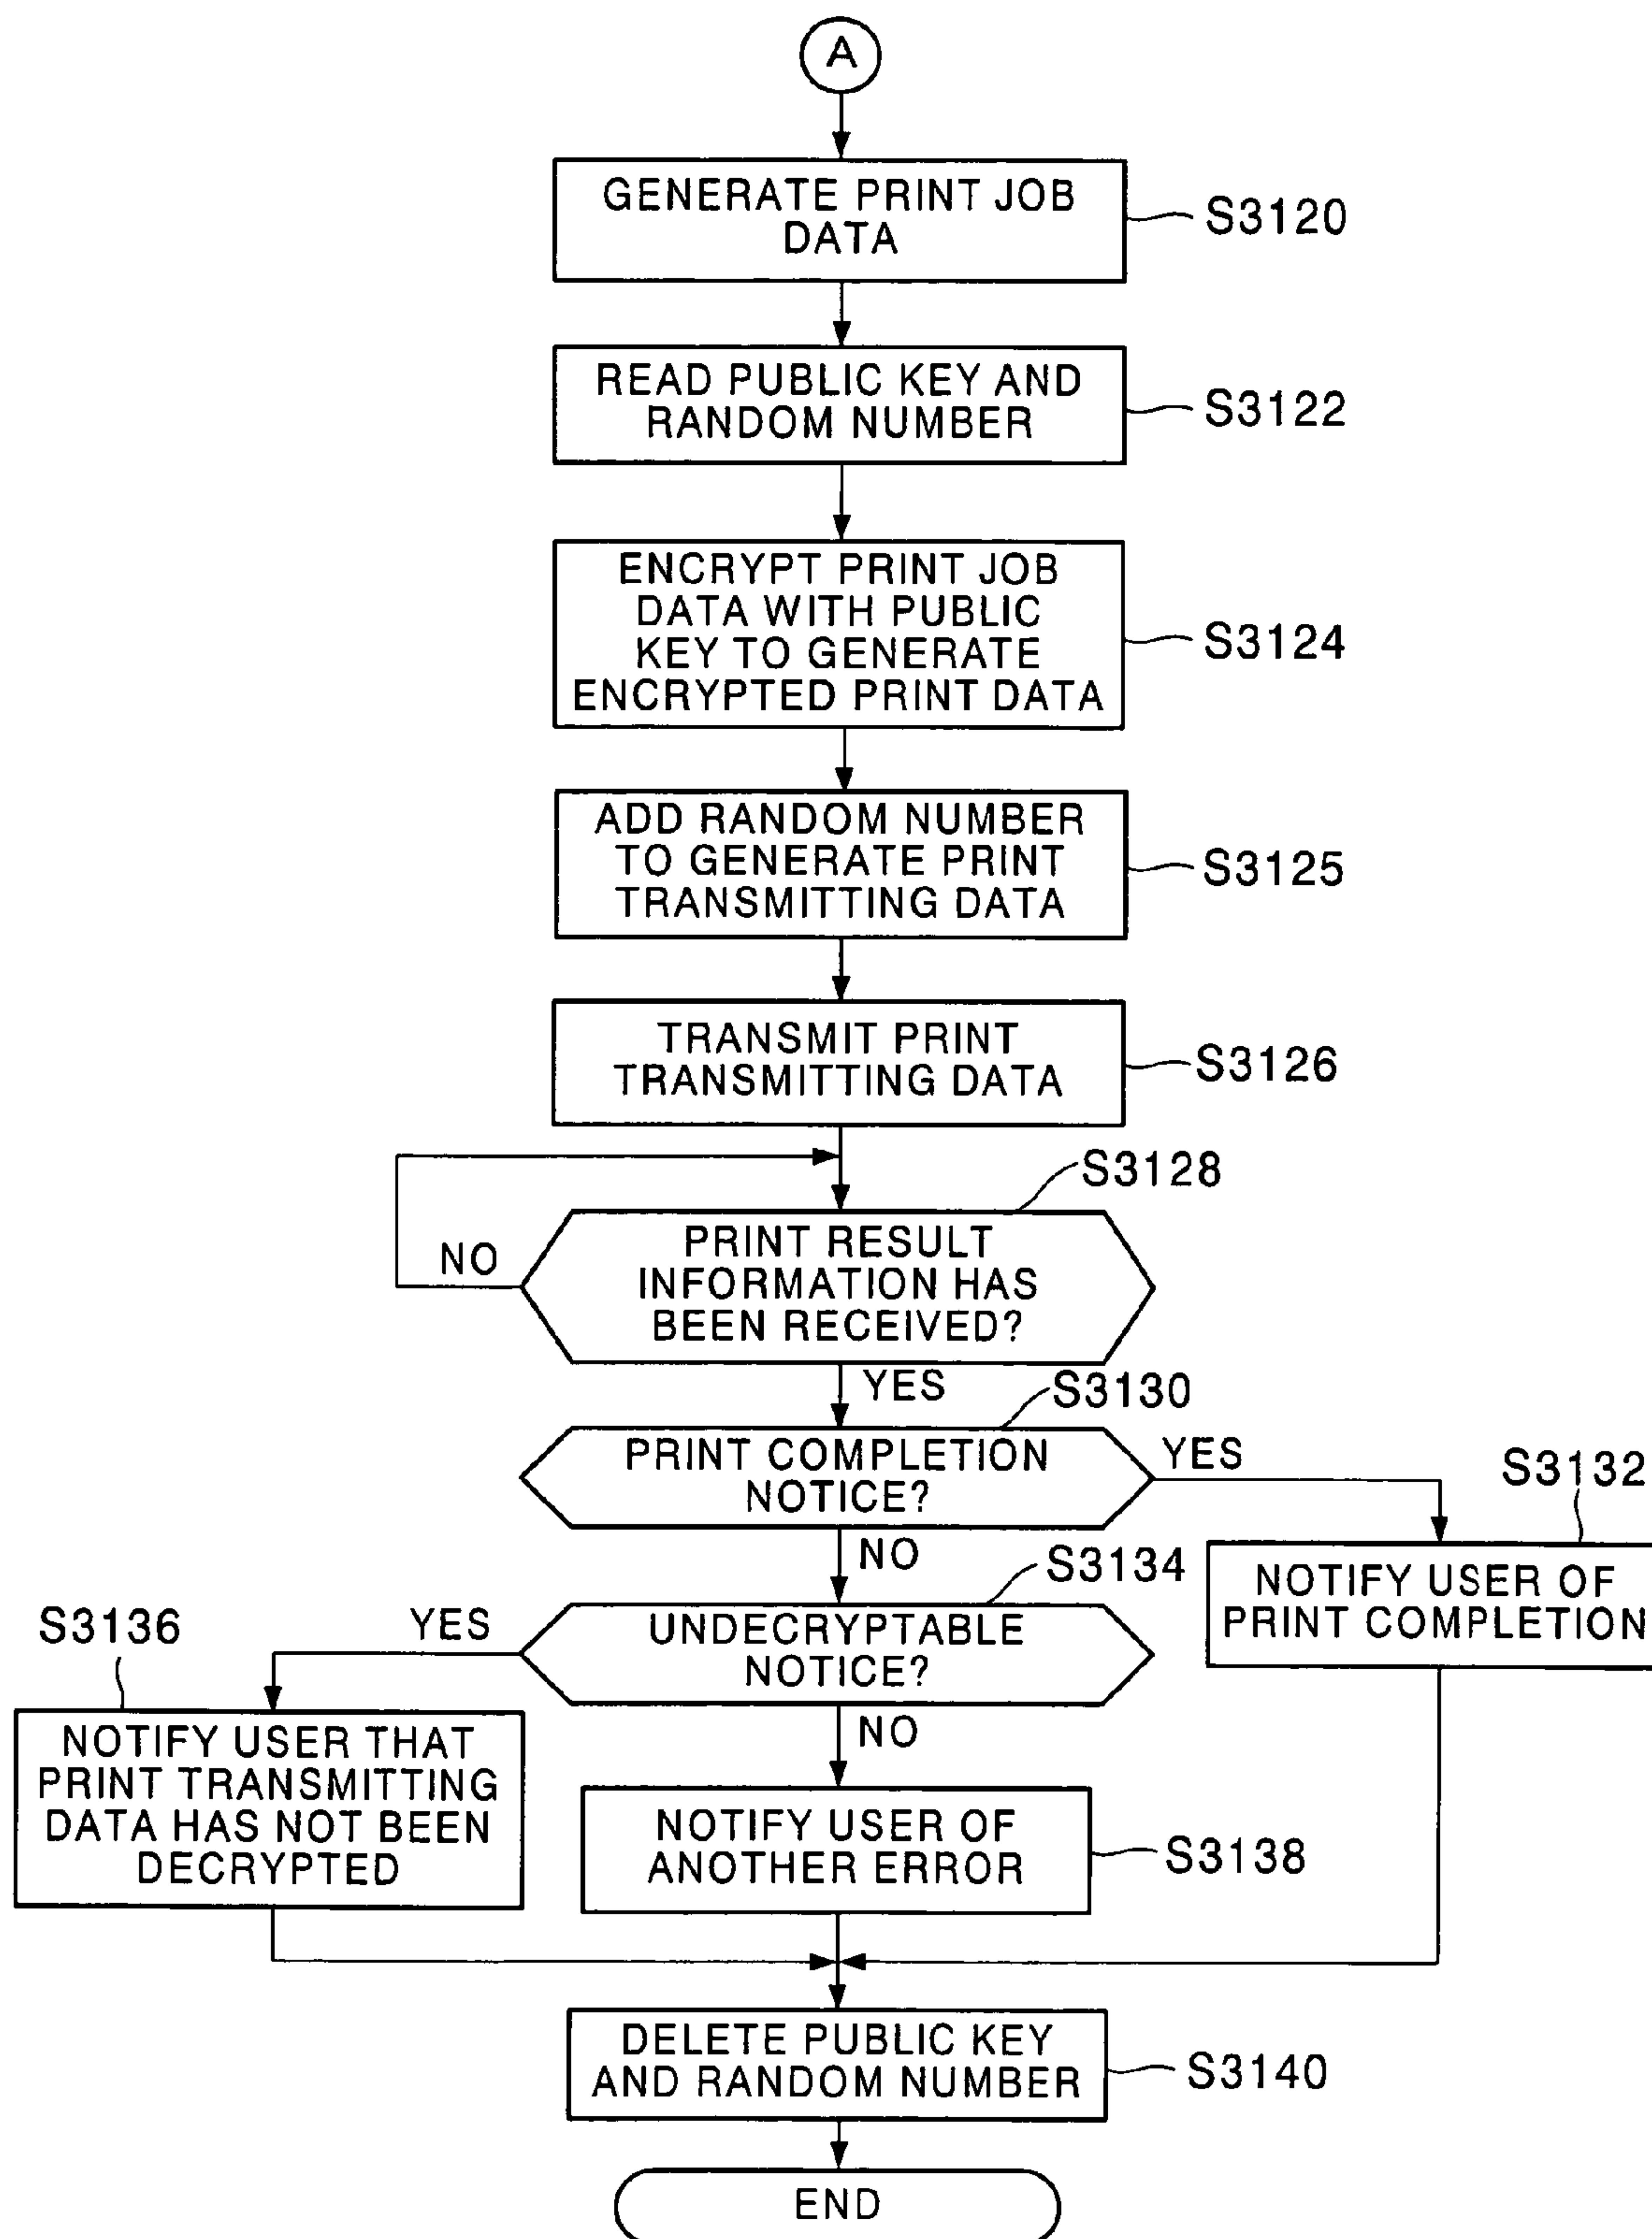 A
GENERATE PRINT JOB
DATA
S3120
READ PUBLIC KEY AND
RANDOM NUMBER
S3122
ENCRYPT PRINT JOB
DATA WITH PUBLIC
KEY TO GENERATE
ENCRYPTED PRINT DATA
S3124
ADD RANDOM NUMBER
TO GENERATE PRINT
TRANSMITTING DATA
S3125
TRANSMIT PRINT
TRANSMITTING DATA
S3126
S3128
PRINT RESULT
INFORMATION HAS
BEEN RECEIVED?
NO
YES
S3130
PRINT COMPLETION
NOTICE?
YES
S3132
NOTIFY USER OF
PRINT COMPLETION
NO
S3134
UNDECRYPTABLE
NOTICE?
YES
S3136
NOTIFY USER THAT
PRINT TRANSMITTING
DATA HAS NOT BEEN
DECRYPTED
NO
NOTIFY USER OF
ANOTHER ERROR
S3138
DELETE PUBLIC KEY
AND RANDOM NUMBER
S3140
END